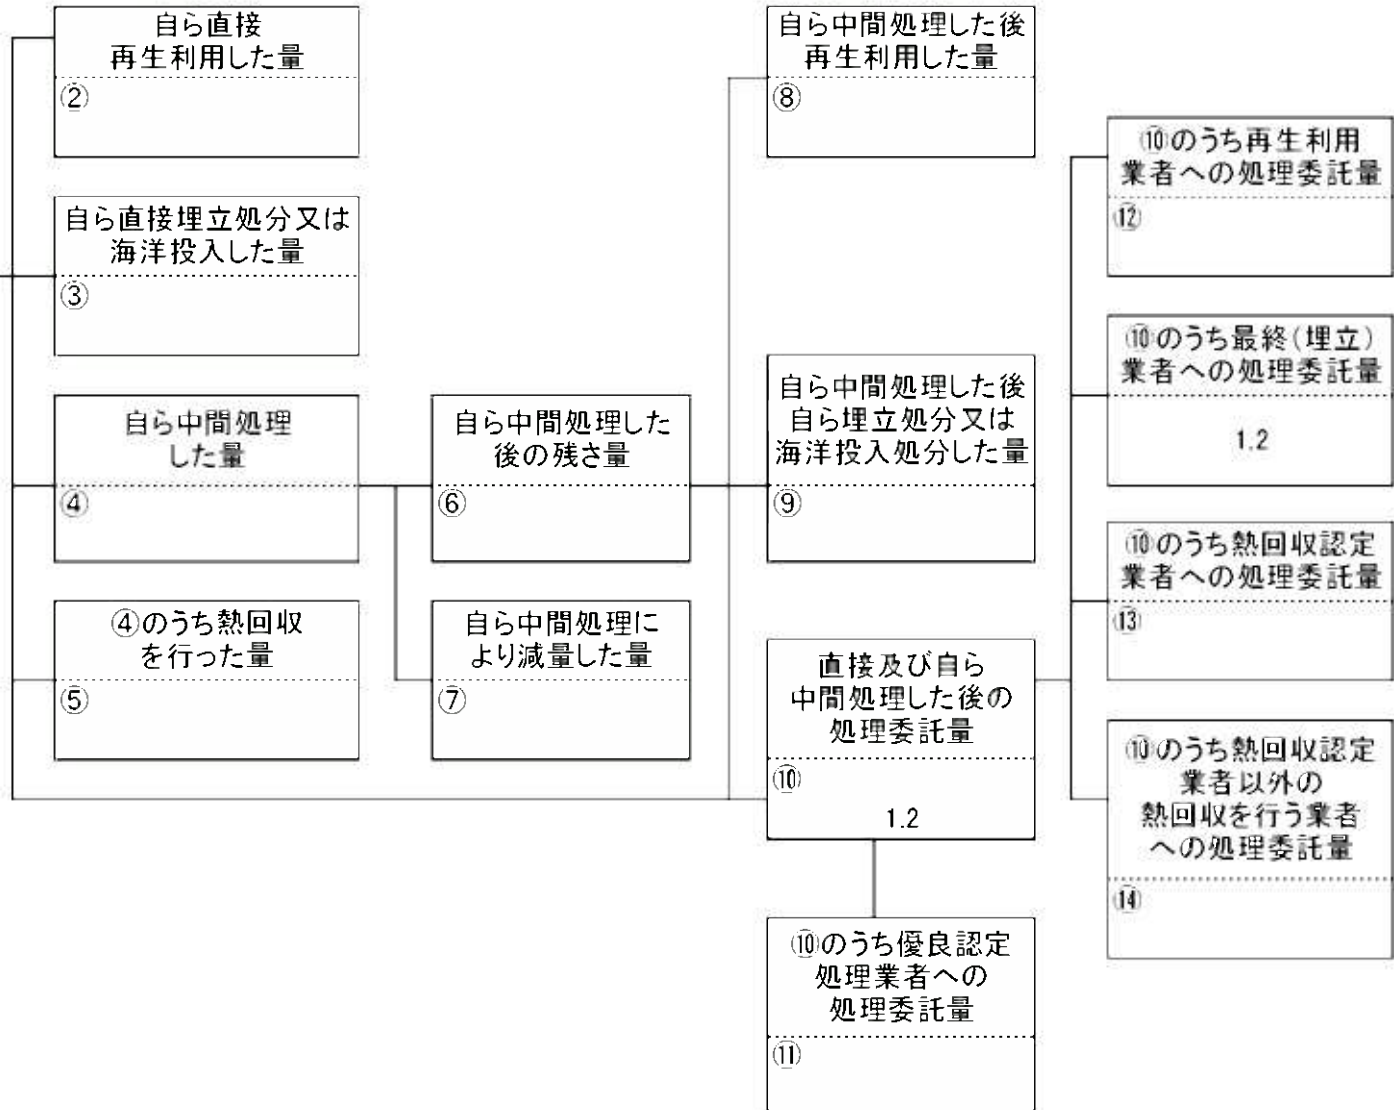 自ら直接
再生利用した量
②
自ら直接埋立処分又は
海洋投入した量
③
自ら中間処理
した量
④
④のうち熱回収
を行った量
⑤
自ら中間処理した
後の残さ量
⑥
自ら中間処理に
より減量した量
⑦
自ら中間処理した後
再生利用した量
⑧
自ら中間処理した後
自ら埋立処分又は
海洋投入処分した量
⑨
直接及び自ら
中間処理した後の
処理委託量
⑩
1.2
⑩のうち優良認定
処理業者への
処理委託量
⑪
⑩のうち再生利用
業者への処理委託量
⑫
⑩のうち最終(埋立)
業者への処理委託量
1.2
⑩のうち熱回収認定
業者への処理委託量
⑬
⑩のうち熱回収認定
業者以外の
熱回収を行う業者
への処理委託量
⑭